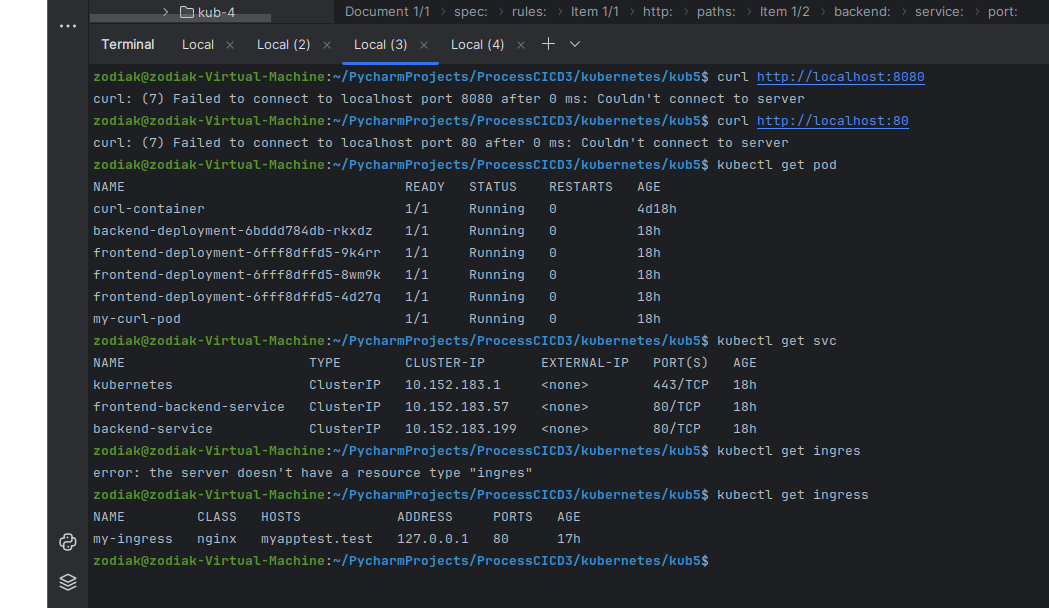 kub-4
Document 1/1 › spec: › rules: › Item 1/1 › http: › paths: › Item 1/2 › backend: › service: › port:
Terminal Local × Local (2) × Local (3) × Local (4) ×
zodiak@zodiak-Virtual-Machine:~/PycharmProjects/ProcessCICD3/kubernetes/kub5$ curl http://localhost:8080
curl: (7) Failed to connect to localhost port 8080 after 0 ms: Couldn't connect to server
zodiak@zodiak-Virtual-Machine:~/PycharmProjects/ProcessCICD3/kubernetes/kub5$ curl http://localhost:80
curl: (7) Failed to connect to localhost port 80 after 0 ms: Couldn't connect to server
zodiak@zodiak-Virtual-Machine:~/PycharmProjects/ProcessCICD3/kubernetes/kub5$ kubectl get pod
NAME READY STATUS RESTARTS AGE
curl-container 1/1 Running 0 4d18h
backend-deployment-6bddd784db-rkxdz 1/1 Running 0 18h
frontend-deployment-6fff8dffd5-9k4rr 1/1 Running 0 18h
frontend-deployment-6fff8dffd5-8wm9k 1/1 Running 0 18h
frontend-deployment-6fff8dffd5-4d27q 1/1 Running 0 18h
my-curl-pod 1/1 Running 0 18h
zodiak@zodiak-Virtual-Machine:~/PycharmProjects/ProcessCICD3/kubernetes/kub5$ kubectl get svc
NAME TYPE CLUSTER-IP EXTERNAL-IP PORT(S) AGE
kubernetes ClusterIP 10.152.183.1 <none> 443/TCP 18h
frontend-backend-service ClusterIP 10.152.183.57 <none> 80/TCP 18h
backend-service ClusterIP 10.152.183.199 <none> 80/TCP 18h
zodiak@zodiak-Virtual-Machine:~/PycharmProjects/ProcessCICD3/kubernetes/kub5$ kubectl get ingres
error: the server doesn't have a resource type "ingres"
zodiak@zodiak-Virtual-Machine:~/PycharmProjects/ProcessCICD3/kubernetes/kub5$ kubectl get ingress
NAME CLASS HOSTS ADDRESS PORTS AGE
my-ingress nginx myapptest.test 127.0.0.1 80 17h
zodiak@zodiak-Virtual-Machine:~/PycharmProjects/ProcessCICD3/kubernetes/kub5$